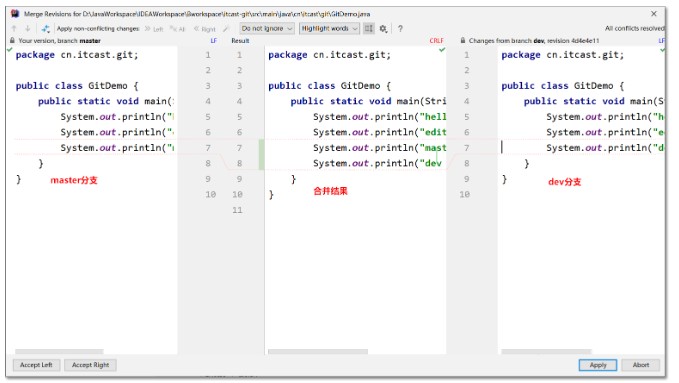 Merge Revisions for D:\JavaWorkspace\IDEAWorkspace\Bworkspace\itcast-git\src\main\java\cn\itcast\git\GitDemo.java
Apply non-conflicting changes Left All Right Do not ignore Highlight words ? All conflicts resolved
Your version, branch master LF Result CRLF Changes from branch dev, revision 4d4e4e11 LF
package cn.itcast.git; 1 1 package cn.itcast.git; 1 package cn.itcast.git;
2 2 2
public class GitDemo { 3 3 public class GitDemo { 3 public class GitDemo {
public static void main(S 4 4 public static void main(Stri 4 public static void main
System.out.println(" 5 5 System.out.println("hell 5 System.out.println("h
System.out.println(" 6 6 System.out.println("edit 6 System.out.println("e
System.out.println(" 7 7 System.out.println("mast 7 System.out.println("d
} 8 8 System.out.println("dev 8 }
} 9 9 } 9 }
10 10 } 10
11
master分支
合并结果
dev分支
Accept Left Accept Right Apply Abort